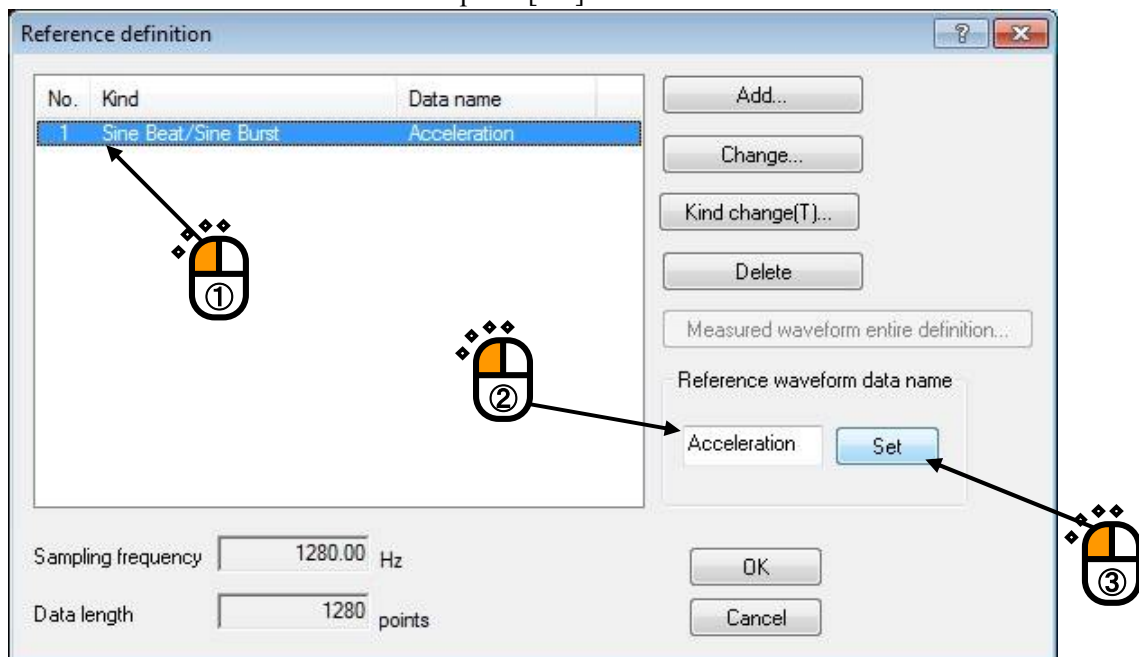 Reference definition
?
No. Kind Data name
1 Sine Beat/Sine Burst Acceleration
Add...
Change...
Kind change(T)...
Delete
Measured waveform entire definition...
Reference waveform data name
Acceleration Set
①
②
③
Sampling frequency 1280.00 Hz
Data length 1280 points
OK
Cancel